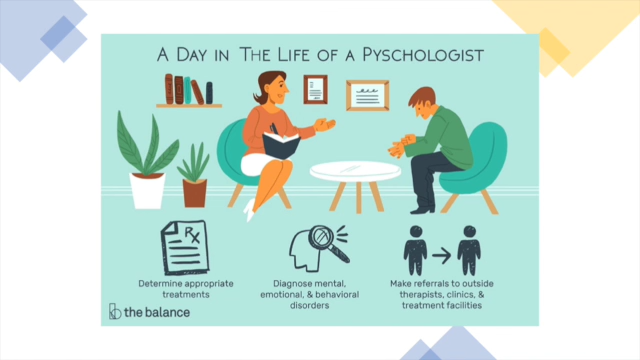 A Day in The Life of a Pyschologist
Rx
Determine appropriate
treatments
Diagnose mental,
emotional, & behavioral
disorders
Make referrals to outside
therapists, clinics, &
treatment facilities
the balance